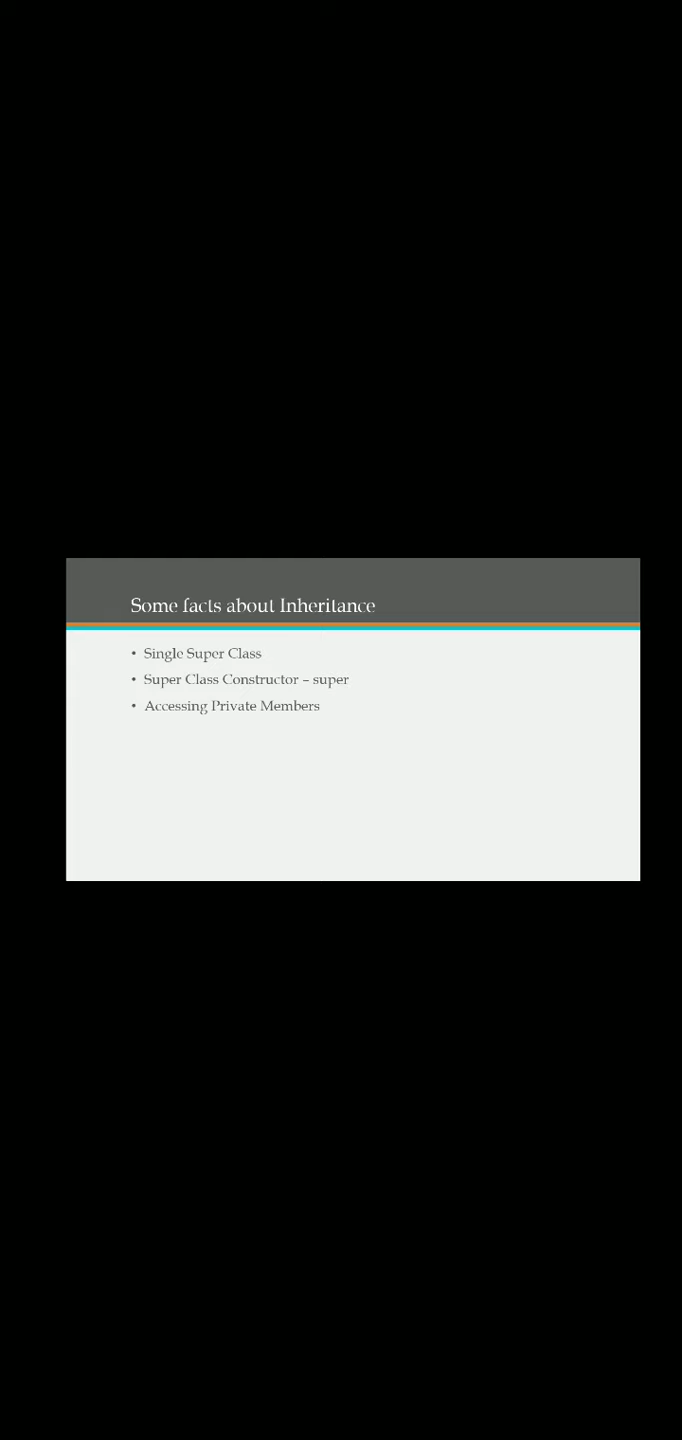 Some facts about Inheritance
• Single Super Class
• Super Class Constructor – super
• Accessing Private Members